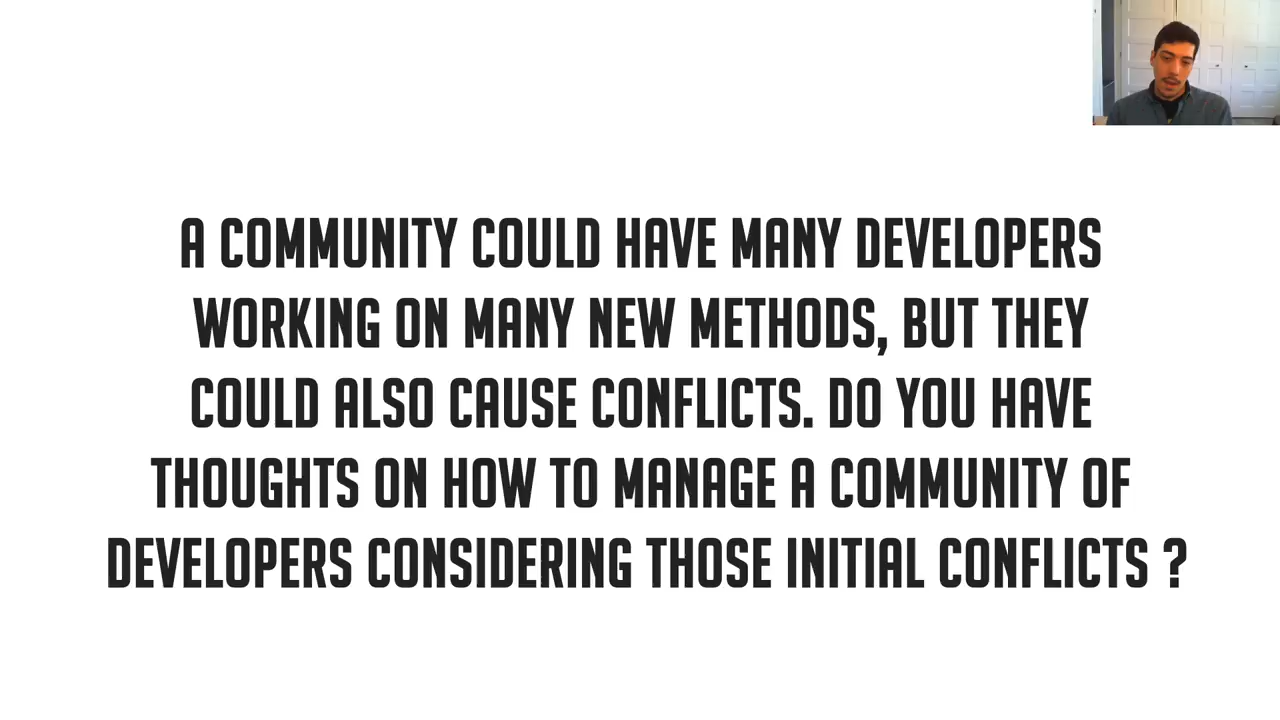 A COMMUNITY COULD HAVE MANY DEVELOPERS
WORKING ON MANY NEW METHODS, BUT THEY
COULD ALSO CAUSE CONFLICTS. DO YOU HAVE
THOUGHTS ON HOW TO MANAGE A COMMUNITY OF
DEVELOPERS CONSIDERING THOSE INITIAL CONFLICTS ?